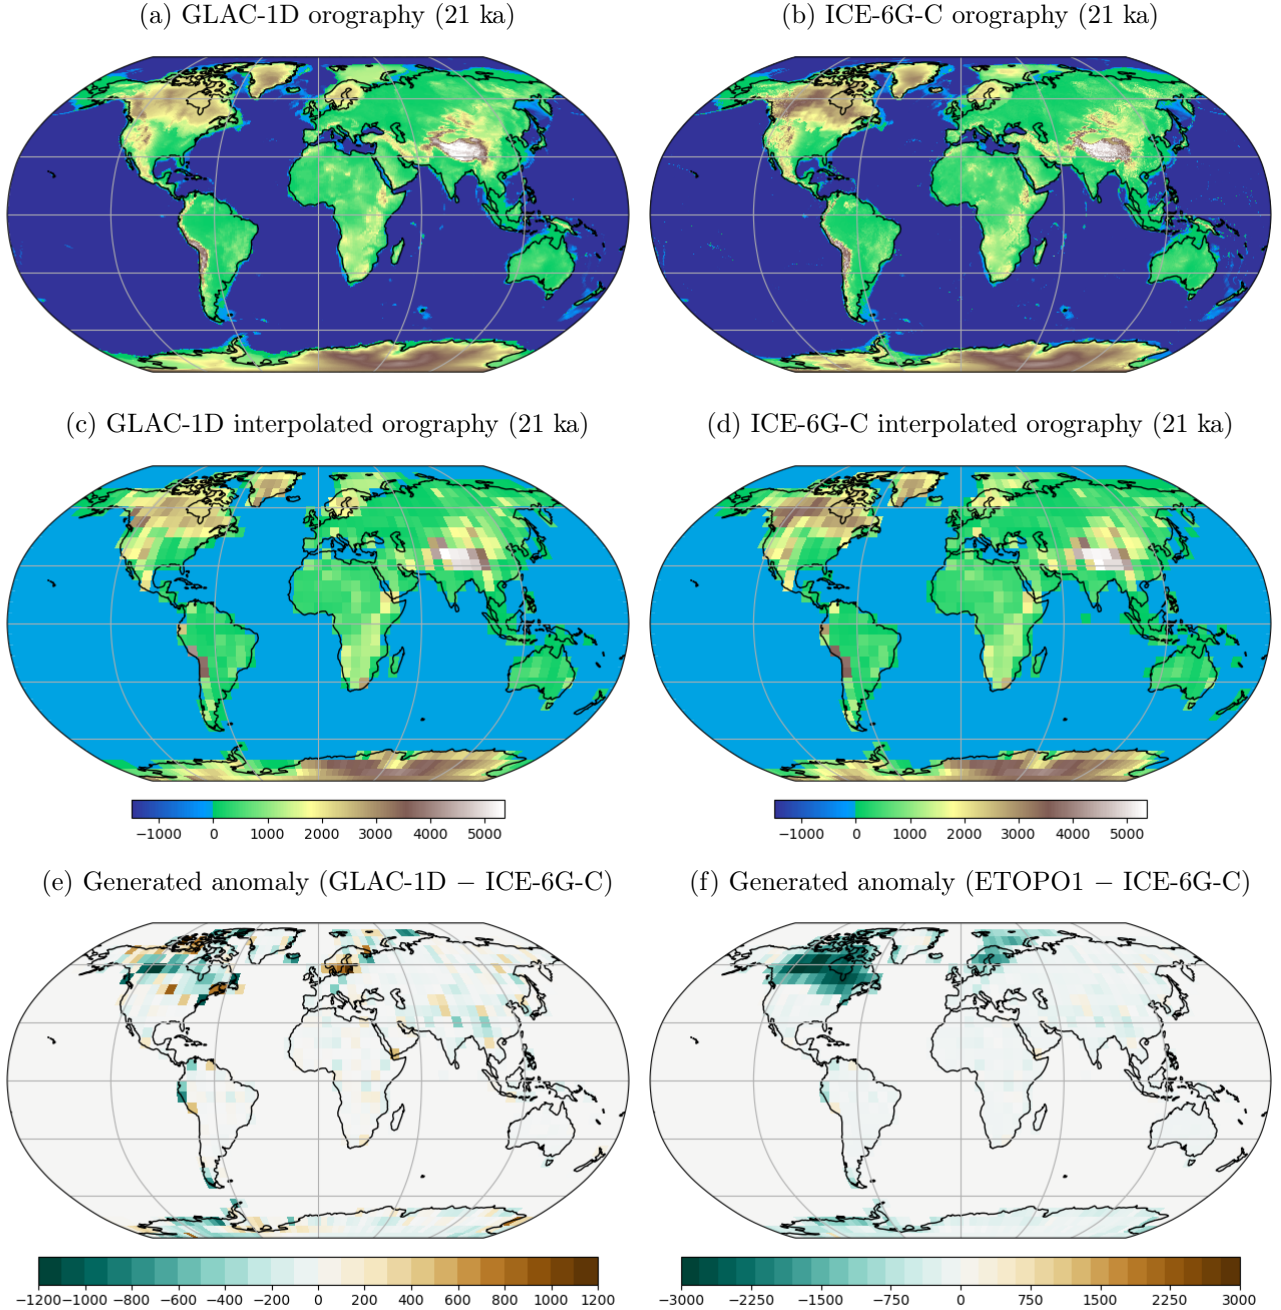 (a) GLAC-1D orography (21 ka)
(b) ICE-6G-C orography (21 ka)
(c) GLAC-1D interpolated orography (21 ka)
(d) ICE-6G-C interpolated orography (21 ka)
−1000 0 1000 2000 3000 4000 5000
−1000 0 1000 2000 3000 4000 5000
(e) Generated anomaly (GLAC-1D − ICE-6G-C)
(f) Generated anomaly (ETOPO1 − ICE-6G-C)
−1200 −1000 −800 −600 −400 −200 0 200 400 600 800 1000 1200
−3000 −2250 −1500 −750 0 750 1500 2250 3000